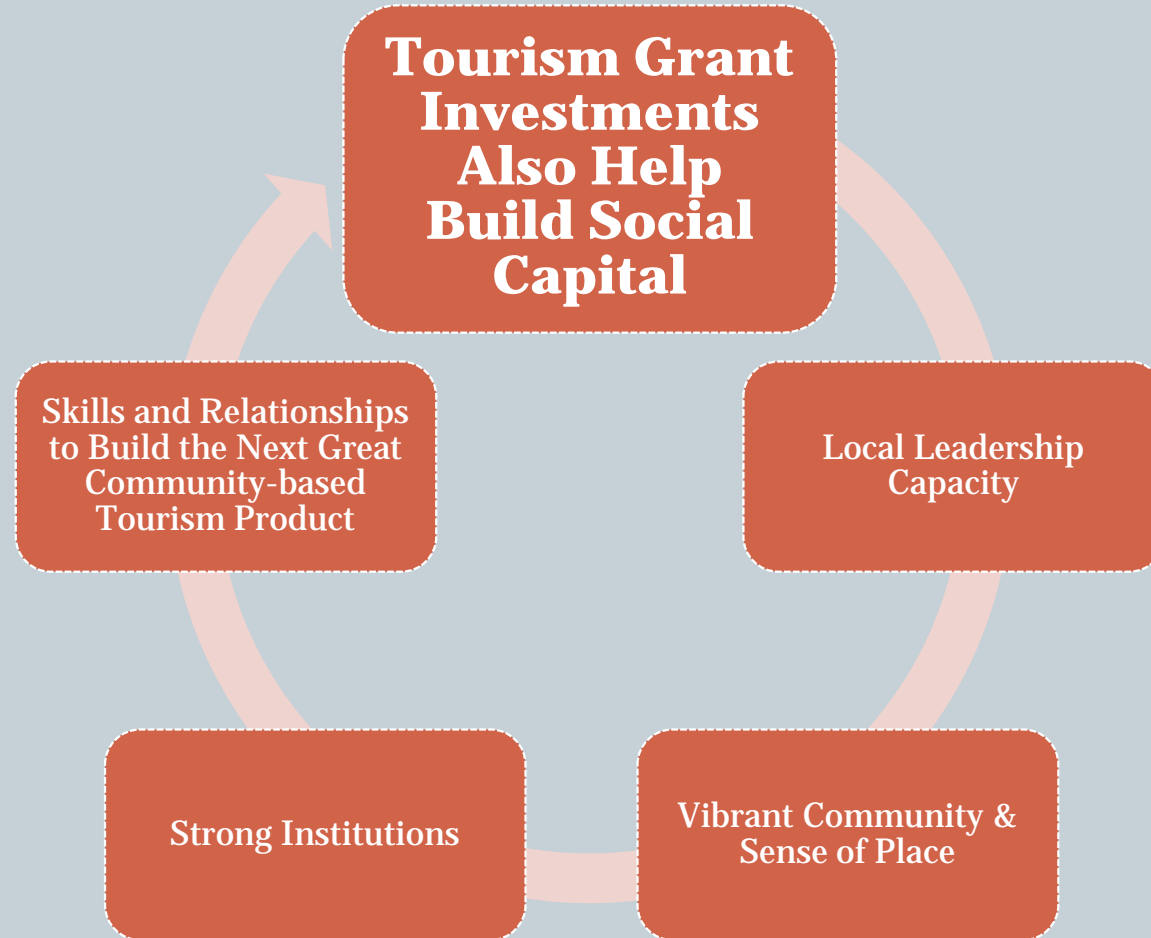 Tourism Grant
Investments
Also Help
Build Social
Capital
Local Leadership
Capacity
Vibrant Community &
Sense of Place
Strong Institutions
Skills and Relationships
to Build the Next Great
Community-based
Tourism Product